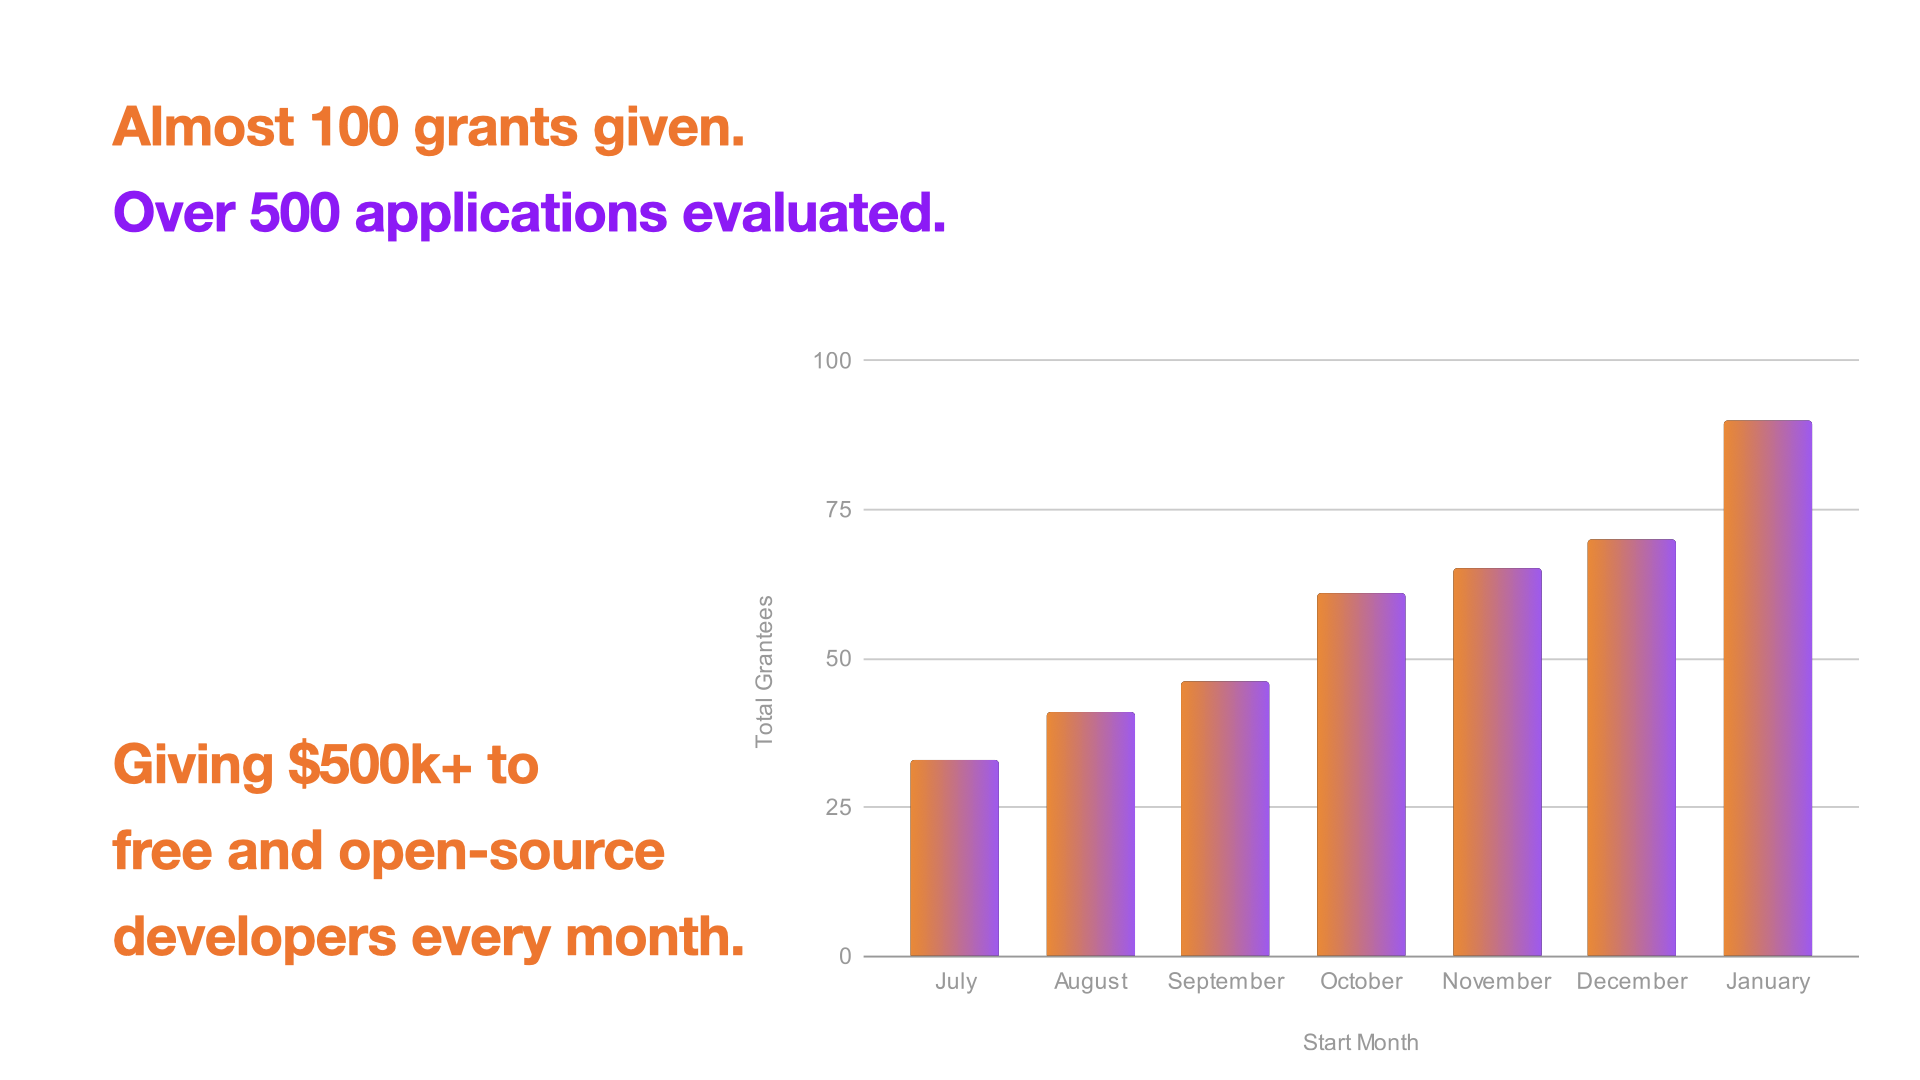 Almost 100 grants given.
Over 500 applications evaluated.
Giving $500k+ to
free and open-source
developers every month.
Total Grantees
100
75
50
25
0
July August September October November December January
Start Month